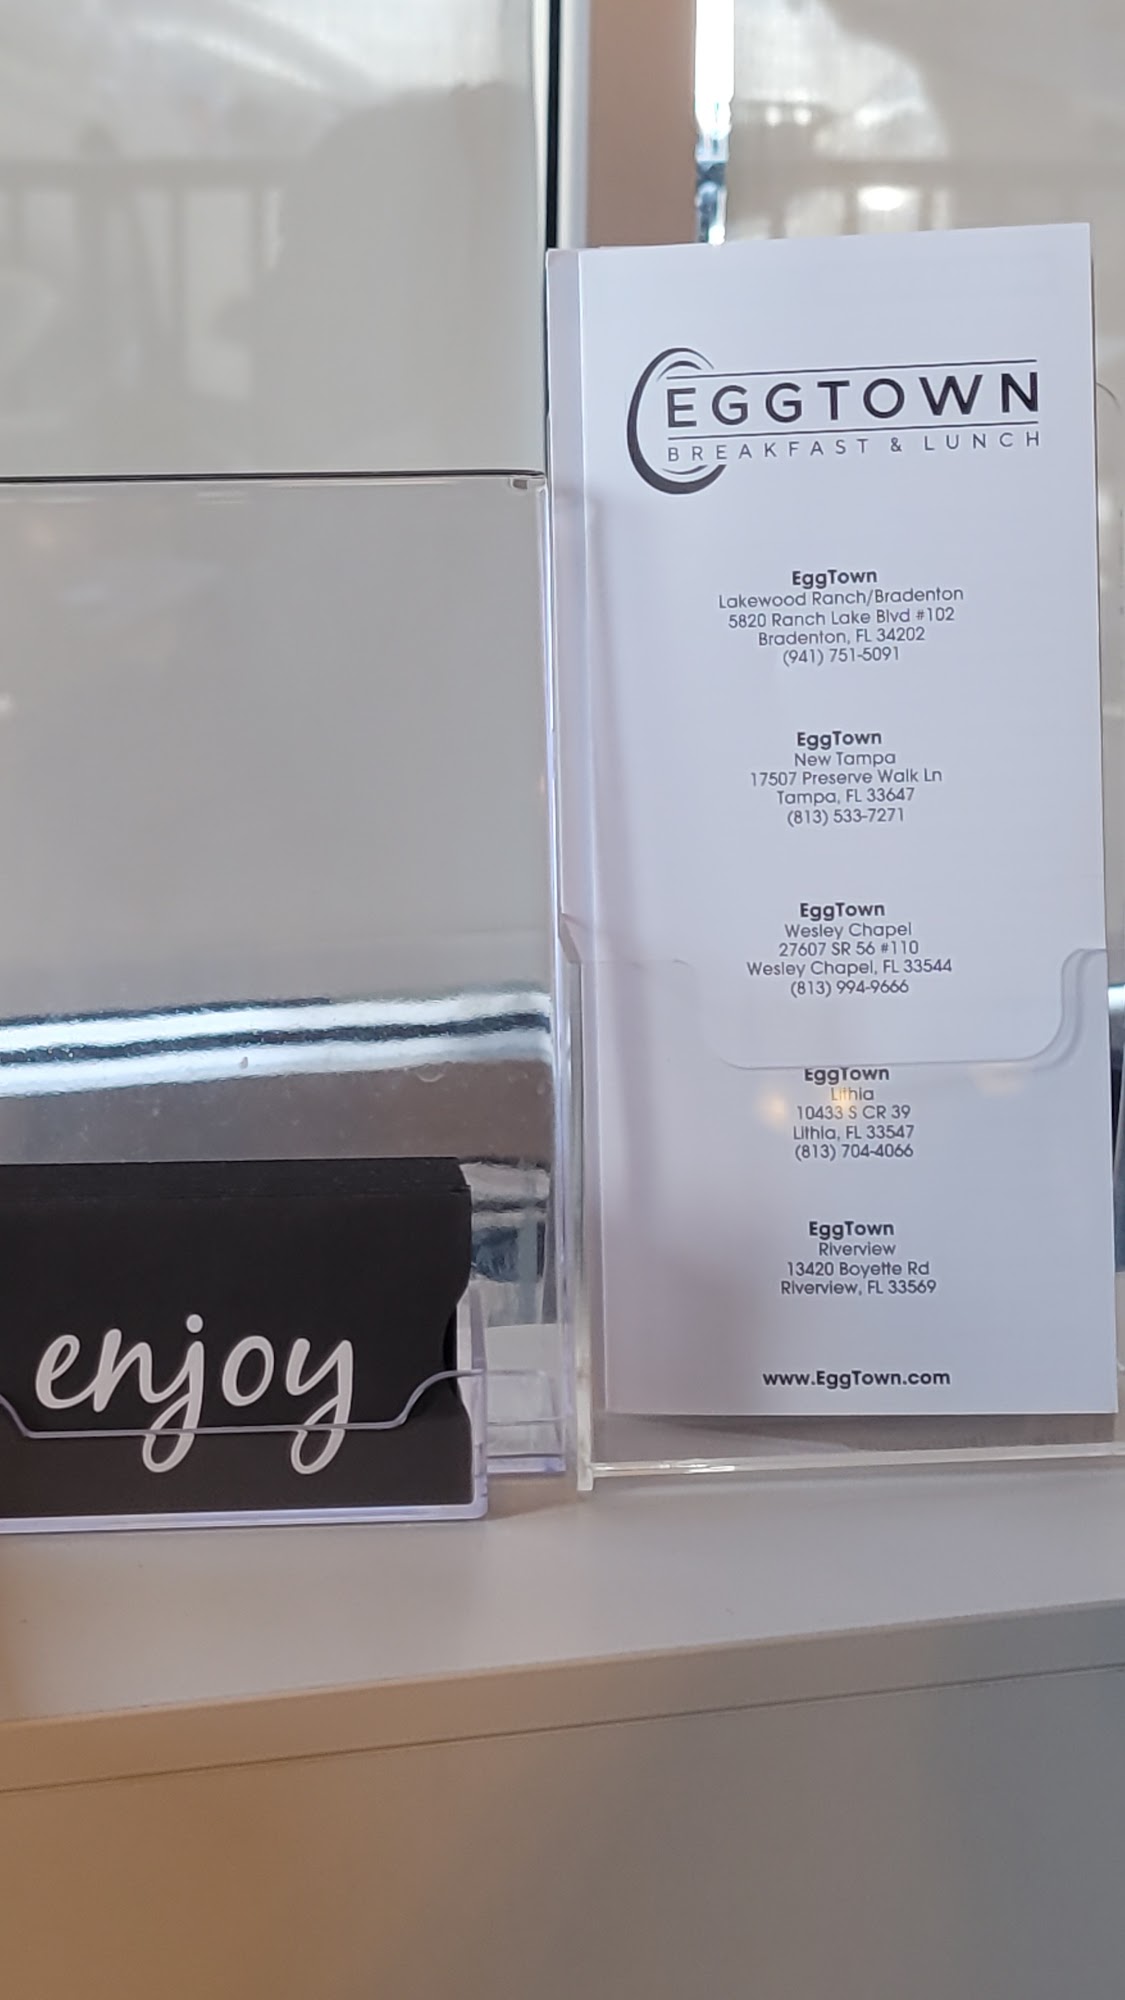 EGGTOWN
BREAKFAST & LUNCH
EggTown
Lakewood Ranch/Bradenton
5820 Ranch Lake Blvd #102
Bradenton, FL 34202
(941) 751-5091
EggTown
New Tampa
17507 Preserve Walk Ln
Tampa, FL 33647
(813) 533-7271
EggTown
Wesley Chapel
27607 SR 56 #110
Wesley Chapel, FL 33544
(813) 994-9666
EggTown
Lithia
10433 S CR 39
Lithia, FL 33547
(813) 704-4066
EggTown
Riverview
13420 Boyette Rd
Riverview, FL 33569
www.EggTown.com
enjoy